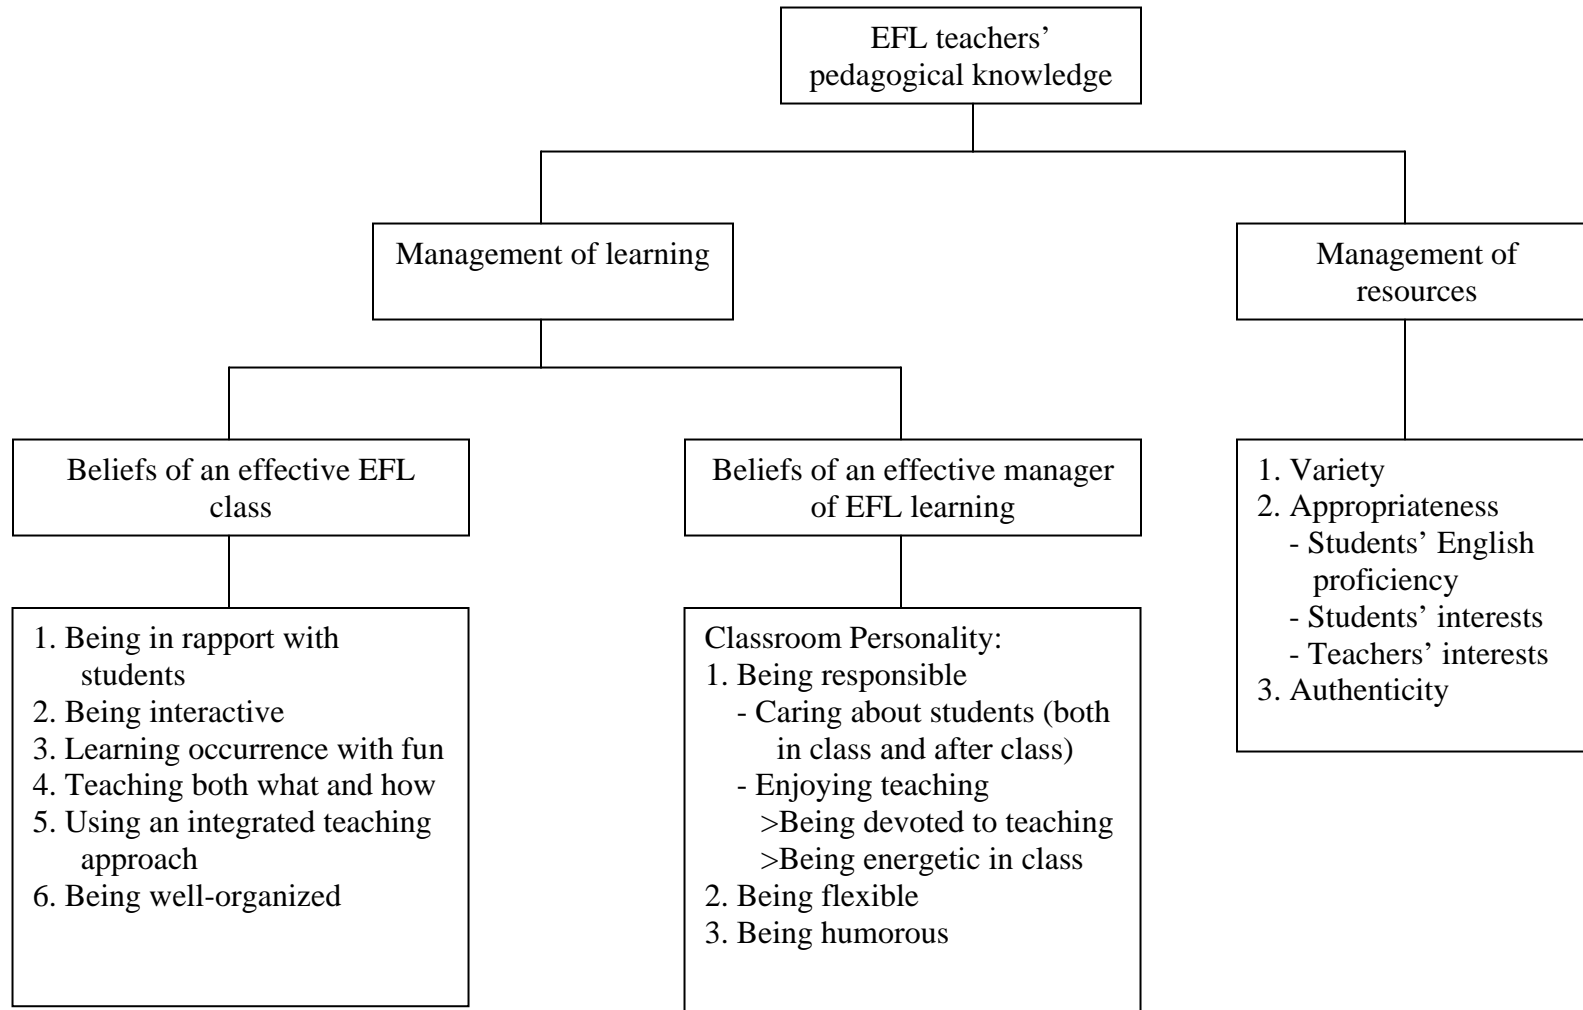 EFL teachers’
pedagogical knowledge
Management of learning
Management of
resources
Beliefs of an effective EFL
class
Beliefs of an effective manager
of EFL learning
1. Being in rapport with
students
2. Being interactive
3. Learning occurrence with fun
4. Teaching both what and how
5. Using an integrated teaching
approach
6. Being well-organized
Classroom Personality:
1. Being responsible
- Caring about students (both
in class and after class)
- Enjoying teaching
>Being devoted to teaching
>Being energetic in class
2. Being flexible
3. Being humorous
1. Variety
2. Appropriateness
- Students’ English
proficiency
- Students’ interests
- Teachers’ interests
3. Authenticity